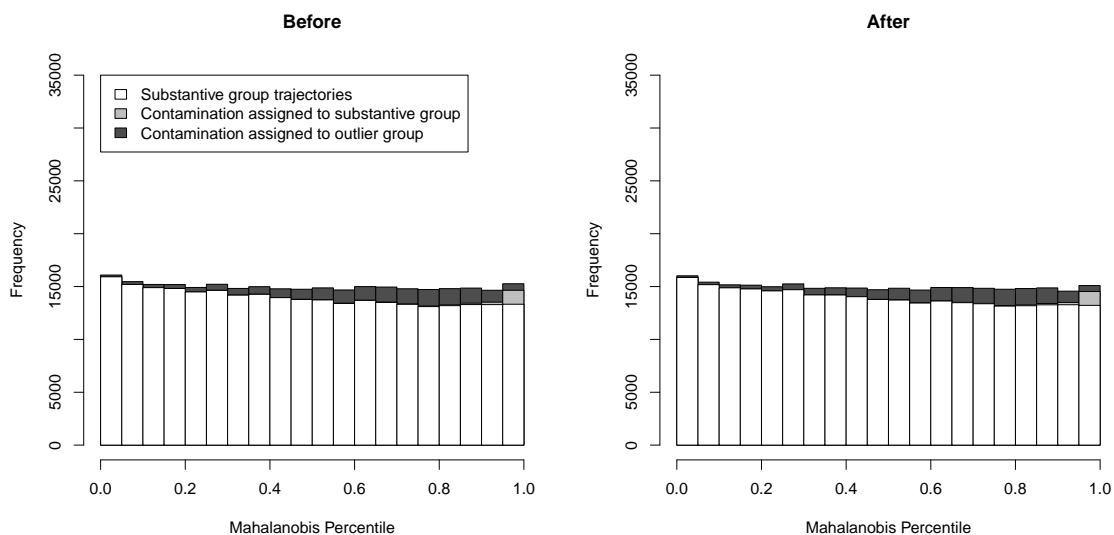 Before
35000
25000
15000
5000
0
Frequency
Substantive group trajectories
Contamination assigned to substantive group
Contamination assigned to outlier group
0.0 0.2 0.4 0.6 0.8 1.0
Mahalanobis Percentile
After
35000
25000
15000
5000
0
Frequency
0.0 0.2 0.4 0.6 0.8 1.0
Mahalanobis Percentile